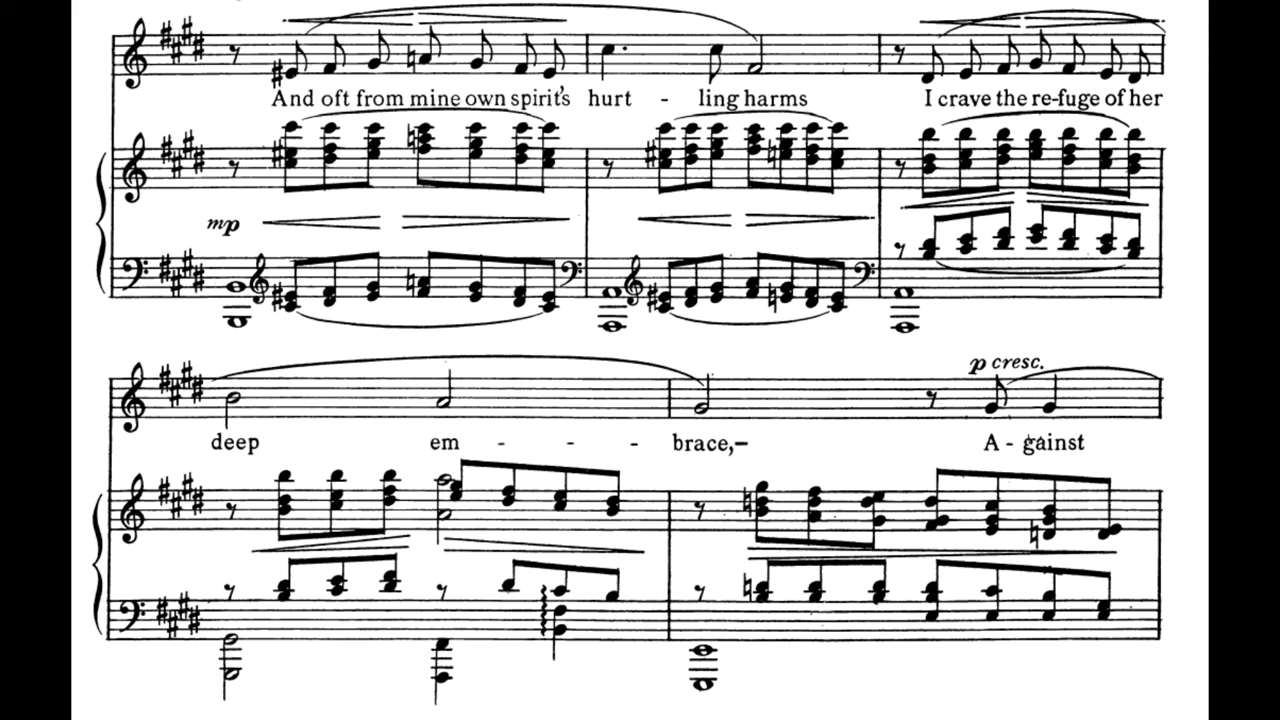 And oft from mine own spirit's hurt - ling harms I crave the re-fuge of her
mp
p cresc.
deep em - - - brace,– A - gainst